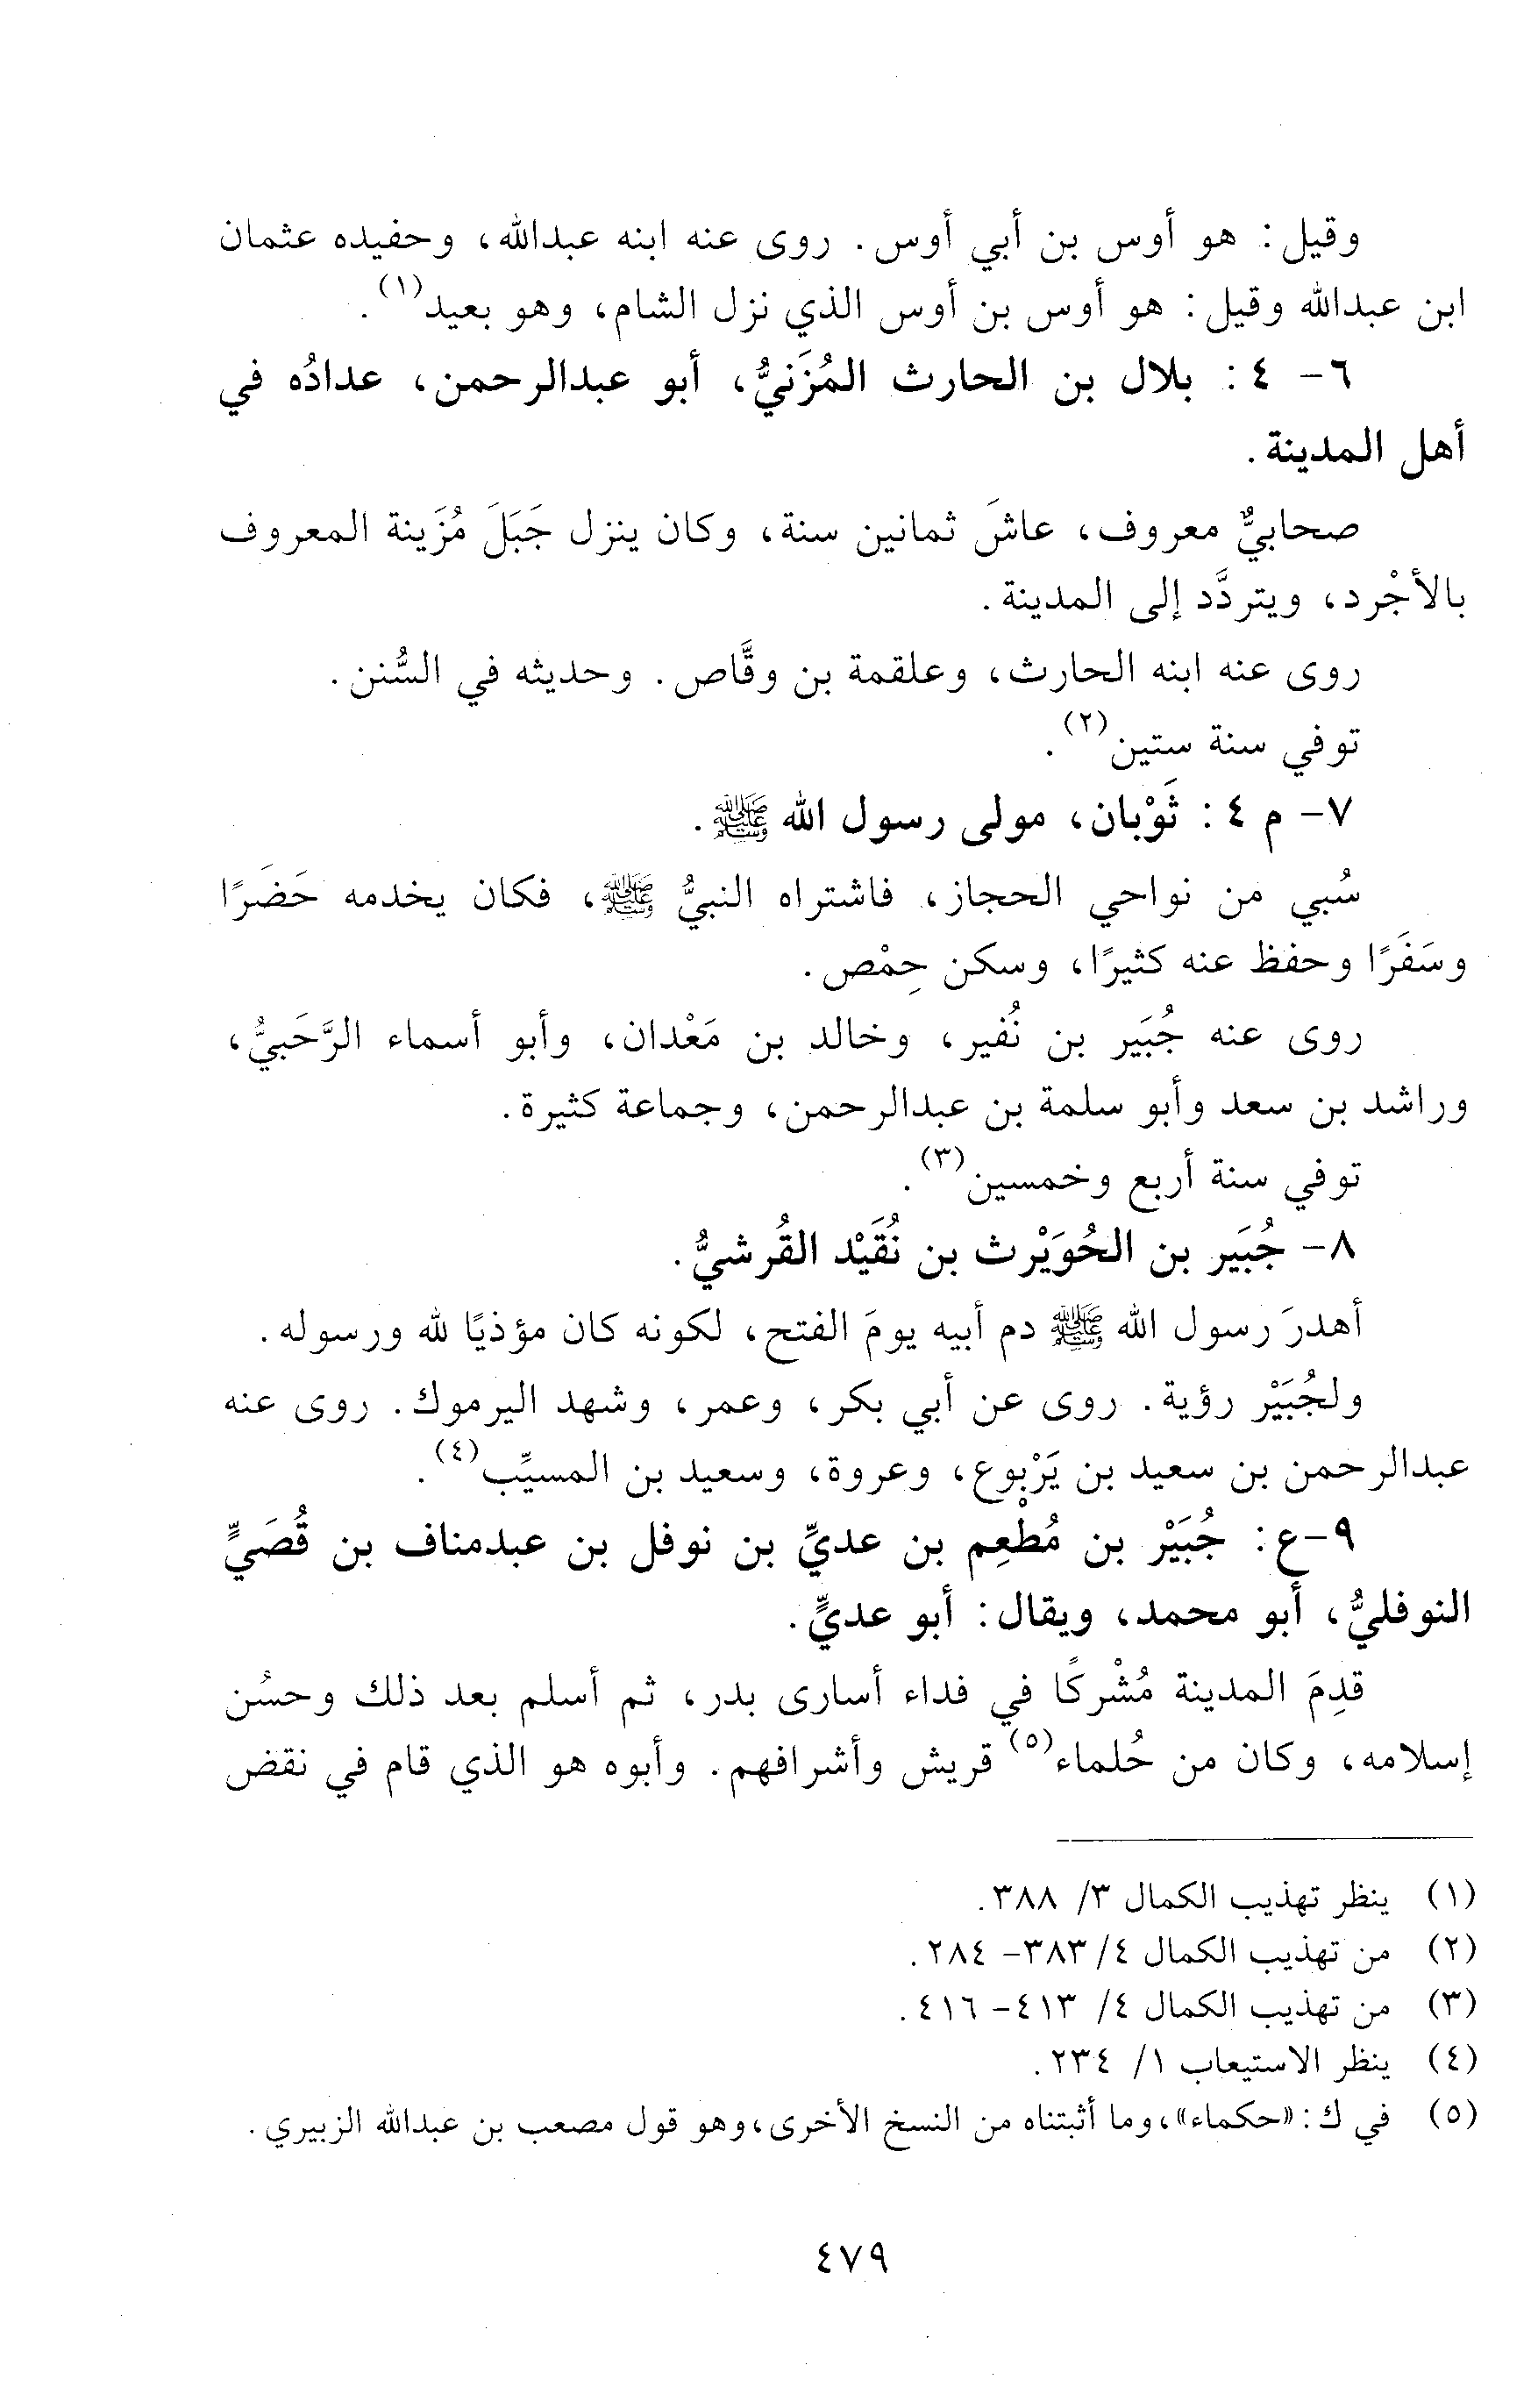 وقيل: هو أوس بن أبي أوس. روى عنه ابنه عبدالله، وحفيده عثمان
ابن عبدالله وقيل: هو أوس بن أوس الذي نزل الشام، وهو بعيد(١).
٦- ٤: بلال بن الحارث المُزَنيُّ، أبو عبدالرحمن، عدادُه في
أهل المدينة.
صحابيٌّ معروف، عاشَ ثمانين سنة، وكان ينزل جَبَلَ مُزَينة المعروف
بالأجْرد، ويتردَّد إلى المدينة.
روى عنه ابنه الحارث، وعلقمة بن وقَّاص. وحديثه في السُّنن.
توفي سنة ستين(٢).
٧- م ٤: ثَوْبان، مولى رسول الله ﷺ.
سُبي من نواحي الحجاز، فاشتراه النبيُّ ﷺ، فكان يخدمه حَضَرًا
وسَفَرًا وحفظ عنه كثيرًا، وسكن حِمْص.
روى عنه جُبَير بن نُفير، وخالد بن مَعْدان، وأبو أسماء الرَّحَبيُّ،
وراشد بن سعد وأبو سلمة بن عبدالرحمن، وجماعة كثيرة.
توفي سنة أربع وخمسين(٣).
٨- جُبَير بن الحُوَيْرث بن نُقَيْد القُرشيُّ.
أهدرَ رسول الله ﷺ دم أبيه يومَ الفتح، لكونه كان مؤذيًا لله ورسوله.
ولجُبَيْر رؤية. روى عن أبي بكر، وعمر، وشهد اليرموك. روى عنه
عبدالرحمن بن سعيد بن يَرْبوع، وعروة، وسعيد بن المسيِّب(٤).
٩-ع: جُبَيْر بن مُطْعِم بن عديِّ بن نوفل بن عبدمناف بن قُصَيٍّ
النوفليُّ، أبو محمد، ويقال: أبو عديٍّ.
قدِمَ المدينة مُشْركًا في فداء أسارى بدر، ثم أسلم بعد ذلك وحسُن
إسلامه، وكان من حُلماء(٥) قريش وأشرافهم. وأبوه هو الذي قام في نقض
(١) ينظر تهذيب الكمال ٣/ ٣٨٨.
(٢) من تهذيب الكمال ٤/ ٣٨٣- ٢٨٤.
(٣) من تهذيب الكمال ٤/ ٤١٣- ٤١٦.
(٤) ينظر الاستيعاب ١/ ٢٣٤.
(٥) في ك: «حكماء»، وما أثبتناه من النسخ الأخرى، وهو قول مصعب بن عبدالله الزبيري.
٤٧٩